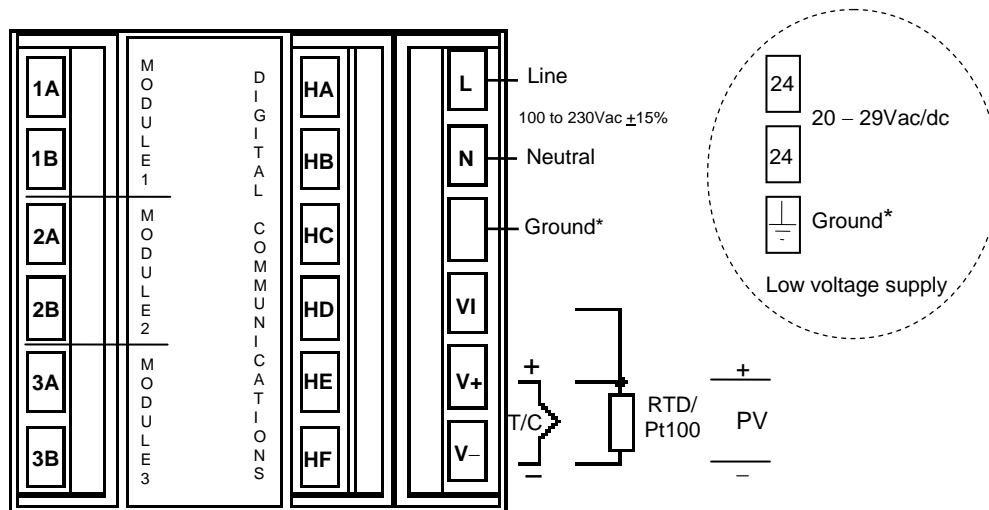 1A
1B
2A
2B
3A
3B
MODULE1
MODULE2
MODULE3
DIGITAL COMMUNICATIONS
HA
HB
HC
HD
HE
HF
L
N
VI
V+
V−
Line
100 to 230Vac ±15%
Neutral
Ground*
+
T/C
−
RTD/
Pt100
+
PV
−
24
20 – 29Vac/dc
24
Ground*
Low voltage supply